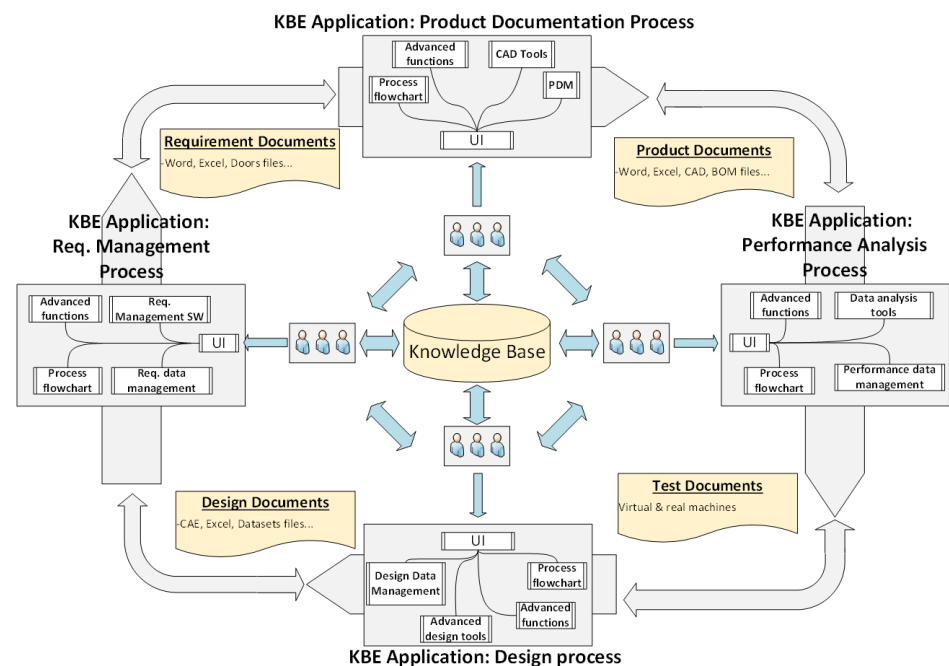 KBE Application: Product Documentation Process
Advanced
functions
CAD Tools
Process
flowchart
PDM
UI
Requirement Documents
-Word, Excel, Doors files...
Product Documents
-Word, Excel, CAD, BOM files...
KBE Application:
Req. Management
Process
Advanced
functions
Req.
Management SW
UI
Process
flowchart
Req. data
management
Knowledge Base
KBE Application:
Performance Analysis
Process
Advanced
functions
Data analysis
tools
UI
Process
flowchart
Performance data
management
Design Documents
-CAE, Excel, Datasets files...
Test Documents
Virtual & real machines
UI
Design Data
Management
Process
flowchart
Advanced
design tools
Advanced
functions
KBE Application: Design process